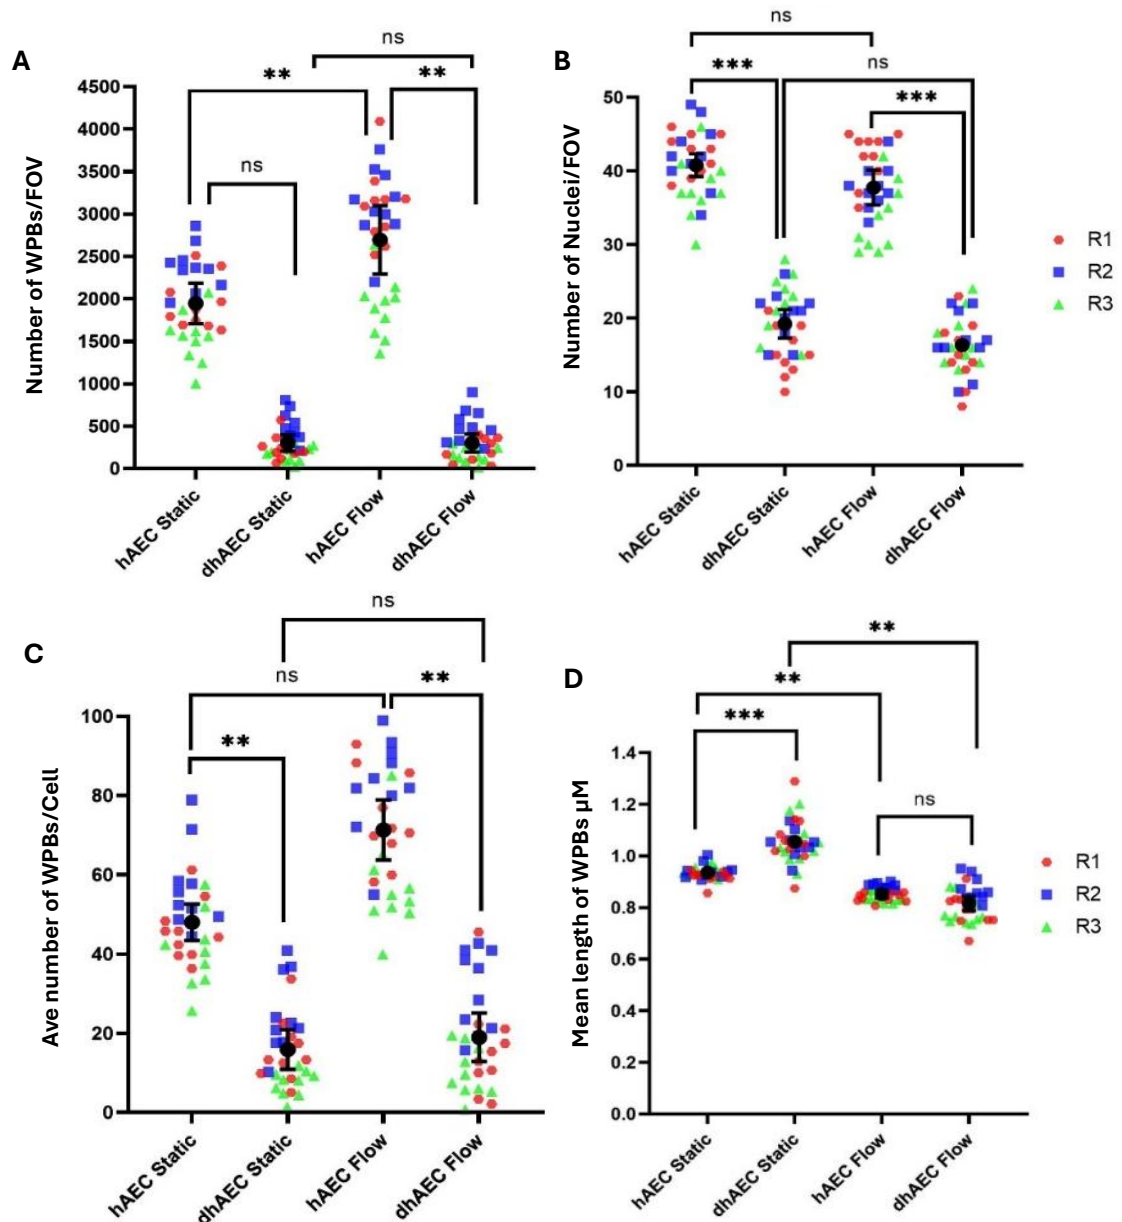 A
ns
**
**
ns
Number of WPBs/FOV
4500
4000
3500
3000
2500
2000
1500
1000
500
0
hAEC Static
dhAEC Static
hAEC Flow
dhAEC Flow
B
ns
***
ns
***
Number of Nuclei/FOV
50
40
30
20
10
0
hAEC Static
dhAEC Static
hAEC Flow
dhAEC Flow
R1
R2
R3
C
ns
ns
**
**
Ave number of WPBs/Cell
100
80
60
40
20
0
hAEC Static
dhAEC Static
hAEC Flow
dhAEC Flow
D
**
**
***
ns
Mean length of WPBs µM
1.4
1.2
1.0
0.8
0.6
0.4
0.2
0.0
hAEC Static
dhAEC Static
hAEC Flow
dhAEC Flow
R1
R2
R3